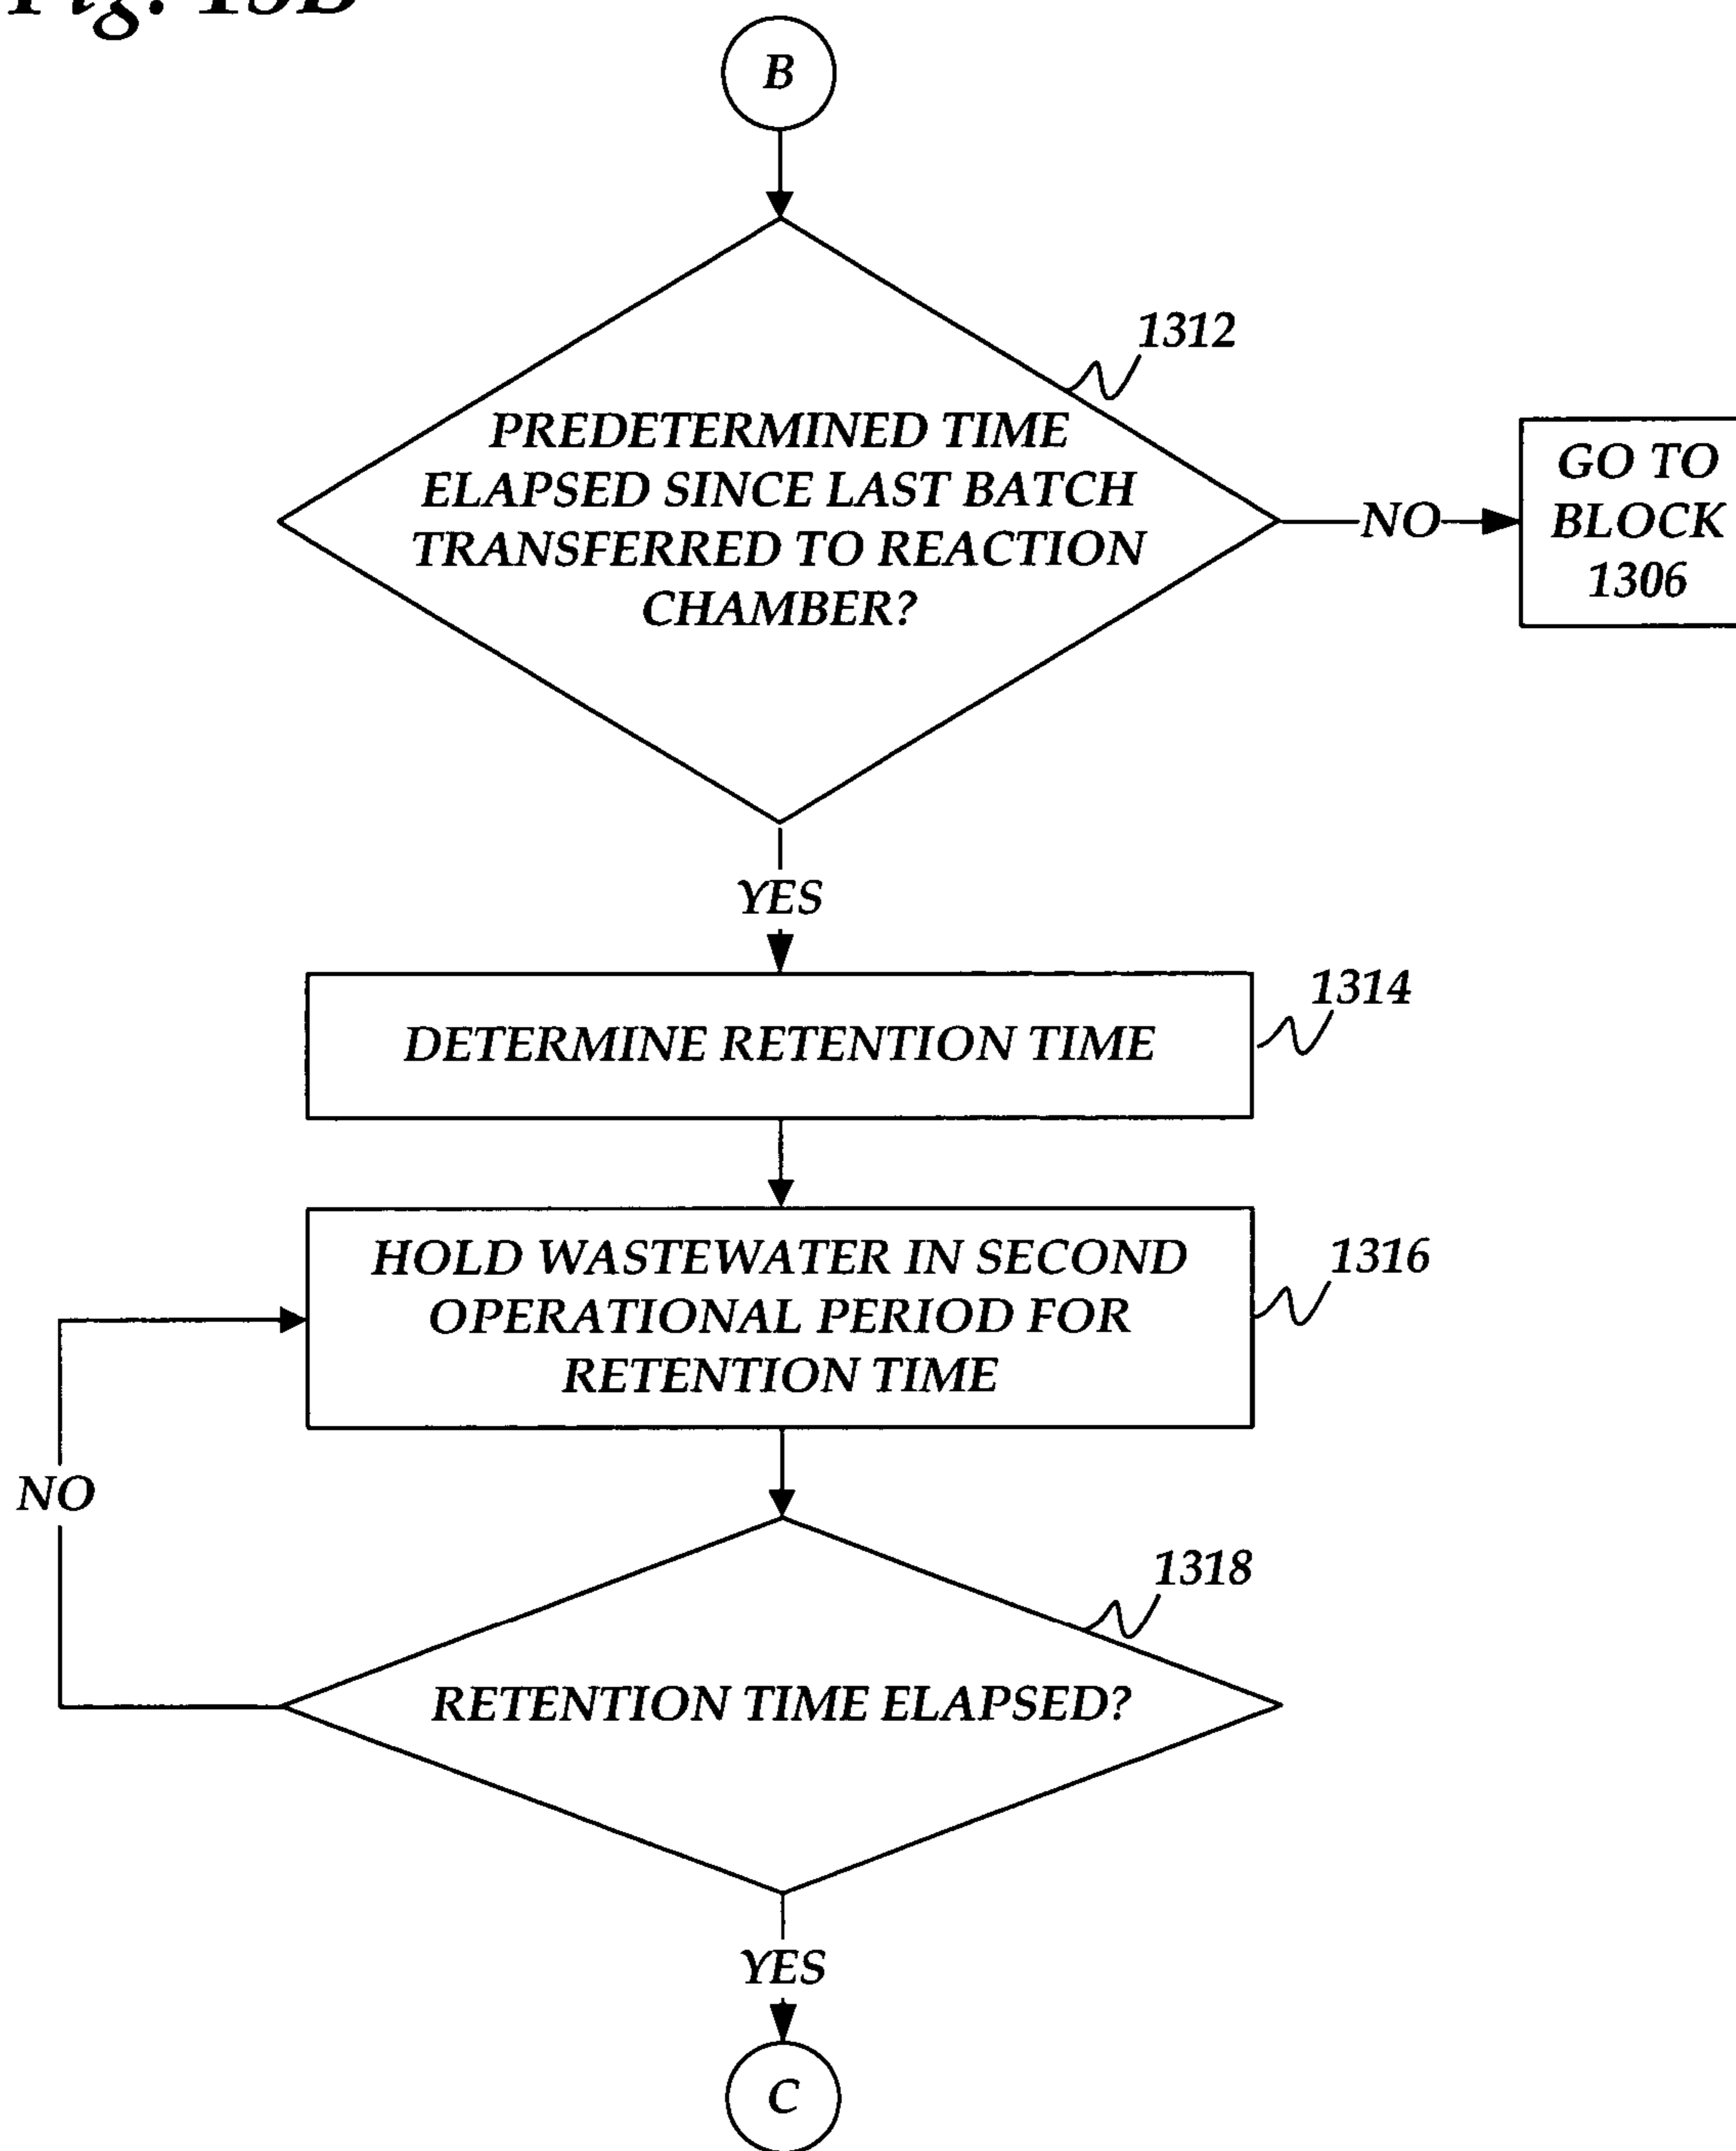 Fig. 13B
B
1312
PREDETERMINED TIME
ELAPSED SINCE LAST BATCH
TRANSFERRED TO REACTION
CHAMBER?
NO
GO TO
BLOCK
1306
YES
1314
DETERMINE RETENTION TIME
1316
HOLD WASTEWATER IN SECOND
OPERATIONAL PERIOD FOR
RETENTION TIME
NO
1318
RETENTION TIME ELAPSED?
YES
C